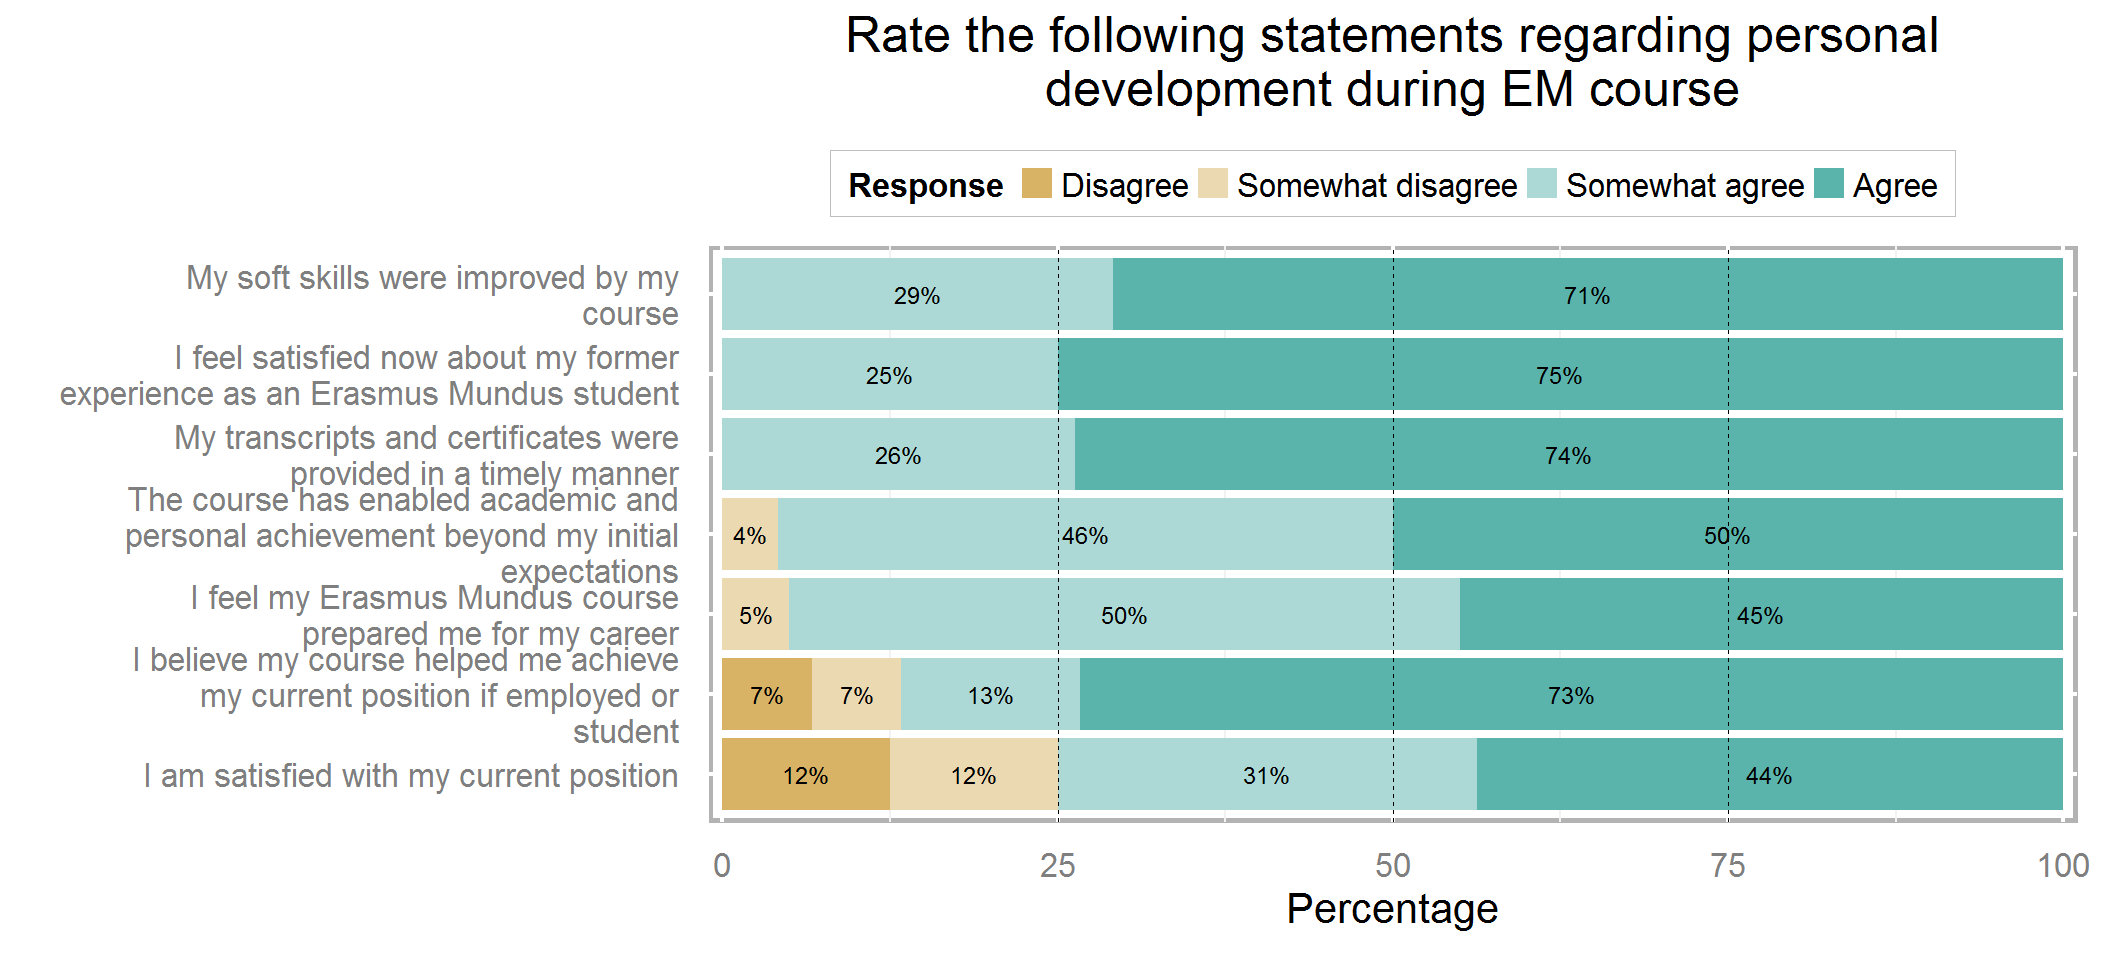 Rate the following statements regarding personal
development during EM course
Response Disagree Somewhat disagree Somewhat agree Agree
My soft skills were improved by my
course
29% 71%
I feel satisfied now about my former
experience as an Erasmus Mundus student
25% 75%
My transcripts and certificates were
provided in a timely manner
26% 74%
The course has enabled academic and
personal achievement beyond my initial
expectations
4% 46% 50%
I feel my Erasmus Mundus course
prepared me for my career
5% 50% 45%
I believe my course helped me achieve
my current position if employed or
student
7% 7% 13% 73%
I am satisfied with my current position
12% 12% 31% 44%
0 25 50 75 100
Percentage